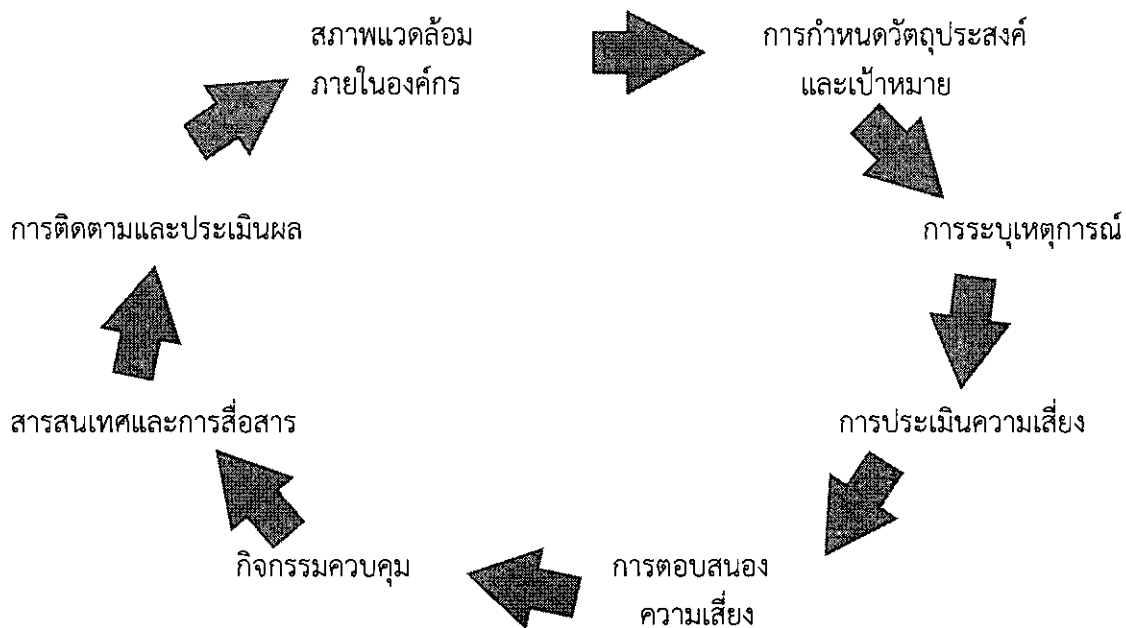 สภาพแวดล้อม
ภายในองค์กร
การกำหนดวัตถุประสงค์
และเป้าหมาย
การระบุเหตุการณ์
การประเมินความเสี่ยง
การตอบสนอง
ความเสี่ยง
กิจกรรมควบคุม
สารสนเทศและการสื่อสาร
การติดตามและประเมินผล